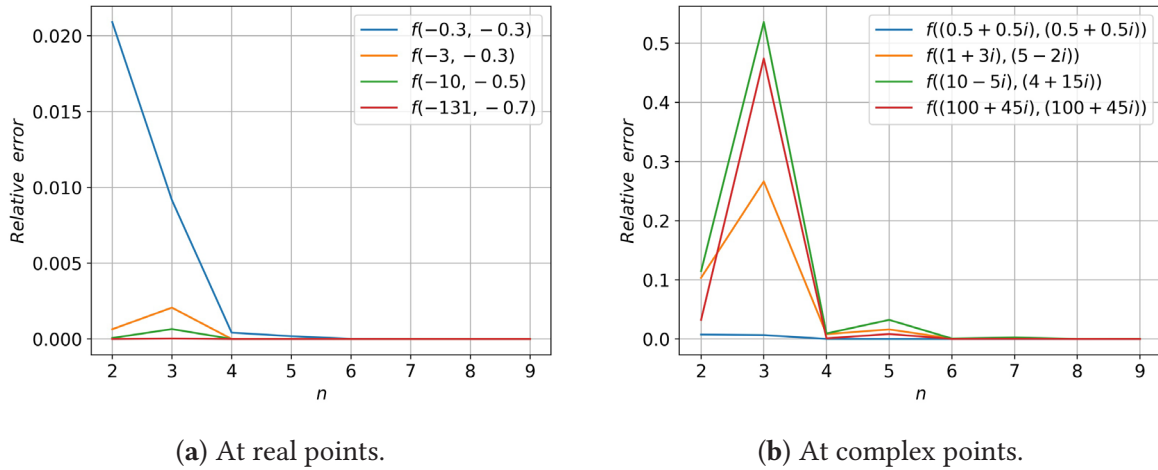 0.020
0.015
0.010
0.005
0.000
Relative error
2 3 4 5 6 7 8 9
n
f(−0.3, −0.3)
f(−3, −0.3)
f(−10, −0.5)
f(−131, −0.7)
(a) At real points.
0.5
0.4
0.3
0.2
0.1
0.0
Relative error
2 3 4 5 6 7 8 9
n
f((0.5 + 0.5i), (0.5 + 0.5i))
f((1 + 3i), (5 − 2i))
f((10 − 5i), (4 + 15i))
f((100 + 45i), (100 + 45i))
(b) At complex points.